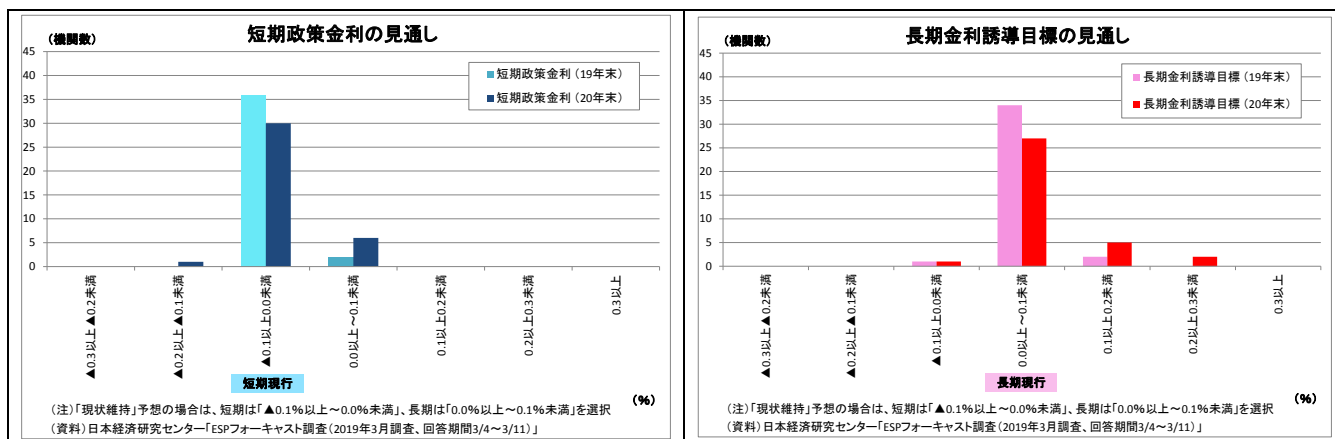 短期政策金利の見通し
(機関数)
45
40
35
30
25
20
15
10
5
0
短期政策金利（19年末）
短期政策金利（20年末）
▲0.3以上▲0.2未満
▲0.2以上▲0.1未満
▲0.1以上0.0未満
0.0以上～0.1未満
0.1以上0.2未満
0.2以上0.3未満
0.3以上
短期現行
(%)
(注)「現状維持」予想の場合は、短期は「▲0.1%以上～0.0%未満」、長期は「0.0%以上～0.1%未満」を選択
(資料)日本経済研究センター「ESPフォーキャスト調査(2019年3月調査、回答期間3/4～3/11)」
長期金利誘導目標の見通し
(機関数)
45
40
35
30
25
20
15
10
5
0
長期金利誘導目標（19年末）
長期金利誘導目標（20年末）
▲0.3以上▲0.2未満
▲0.2以上▲0.1未満
▲0.1以上0.0未満
0.0以上～0.1未満
0.1以上0.2未満
0.2以上0.3未満
0.3以上
長期現行
(%)
(注)「現状維持」予想の場合は、短期は「▲0.1%以上～0.0%未満」、長期は「0.0%以上～0.1%未満」を選択
(資料)日本経済研究センター「ESPフォーキャスト調査(2019年3月調査、回答期間3/4～3/11)」